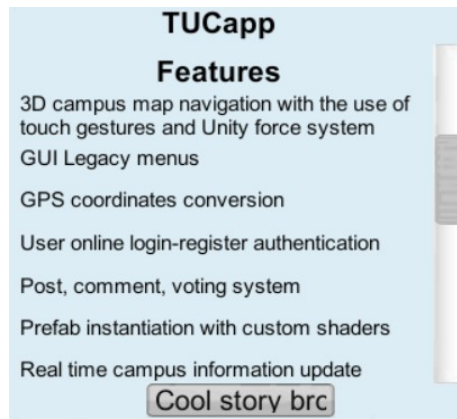 TUCapp
Features
3D campus map navigation with the use of
touch gestures and Unity force system
GUI Legacy menus
GPS coordinates conversion
User online login-register authentication
Post, comment, voting system
Prefab instantiation with custom shaders
Real time campus information update
Cool story brc